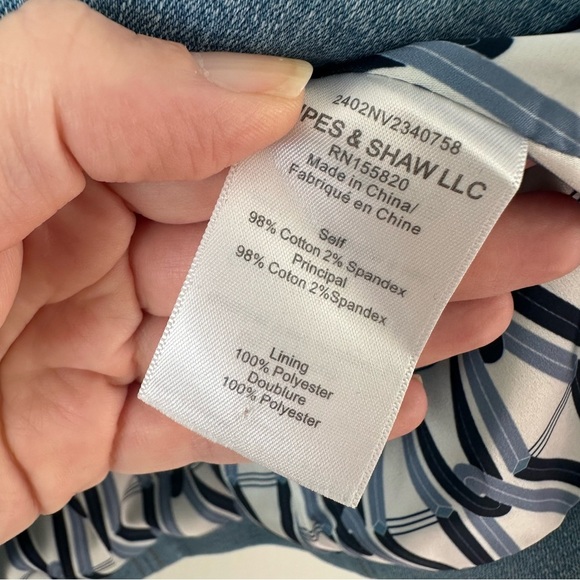 2402NV2340758
& SHAW LLC
RN155820
Made in China/
Fabriqué en Chine
Self
98% Cotton 2% Spandex
Principal
98% Coton 2%Spandex
Lining
100% Polyester
Doublure
100% Polyester